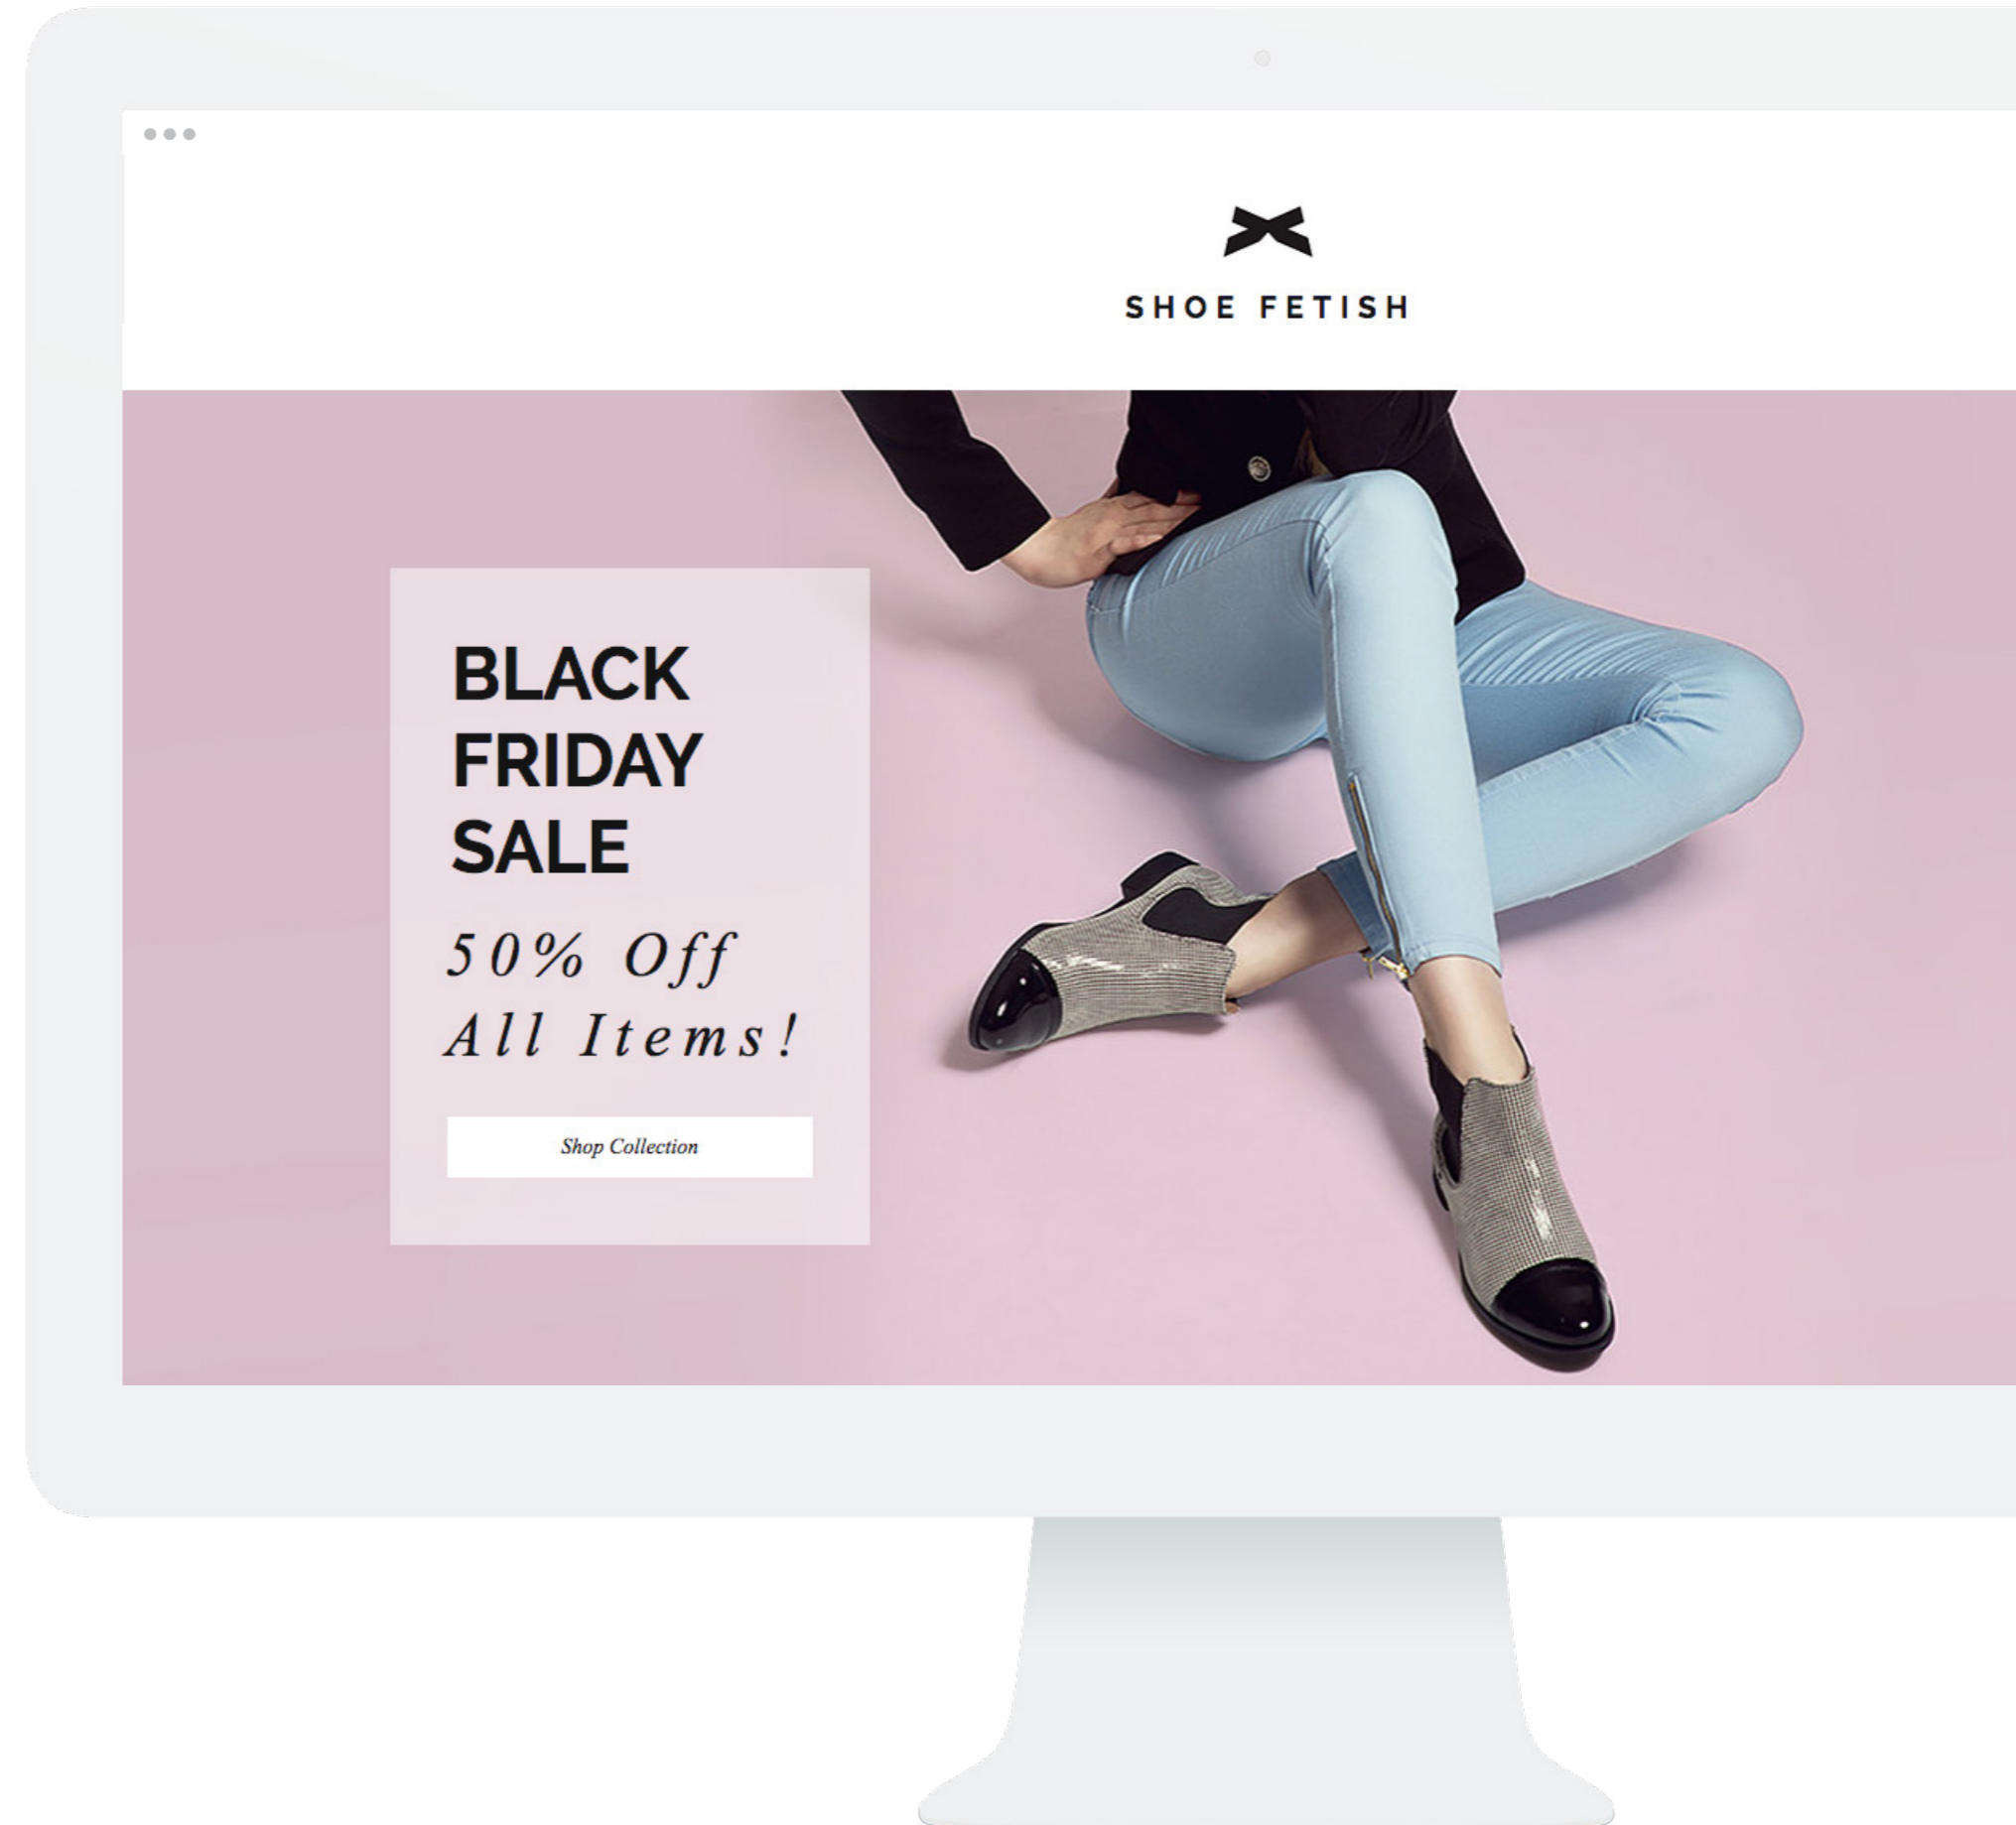 SHOE FETISH
BLACK
FRIDAY
SALE
50% Off
All Items!
Shop Collection